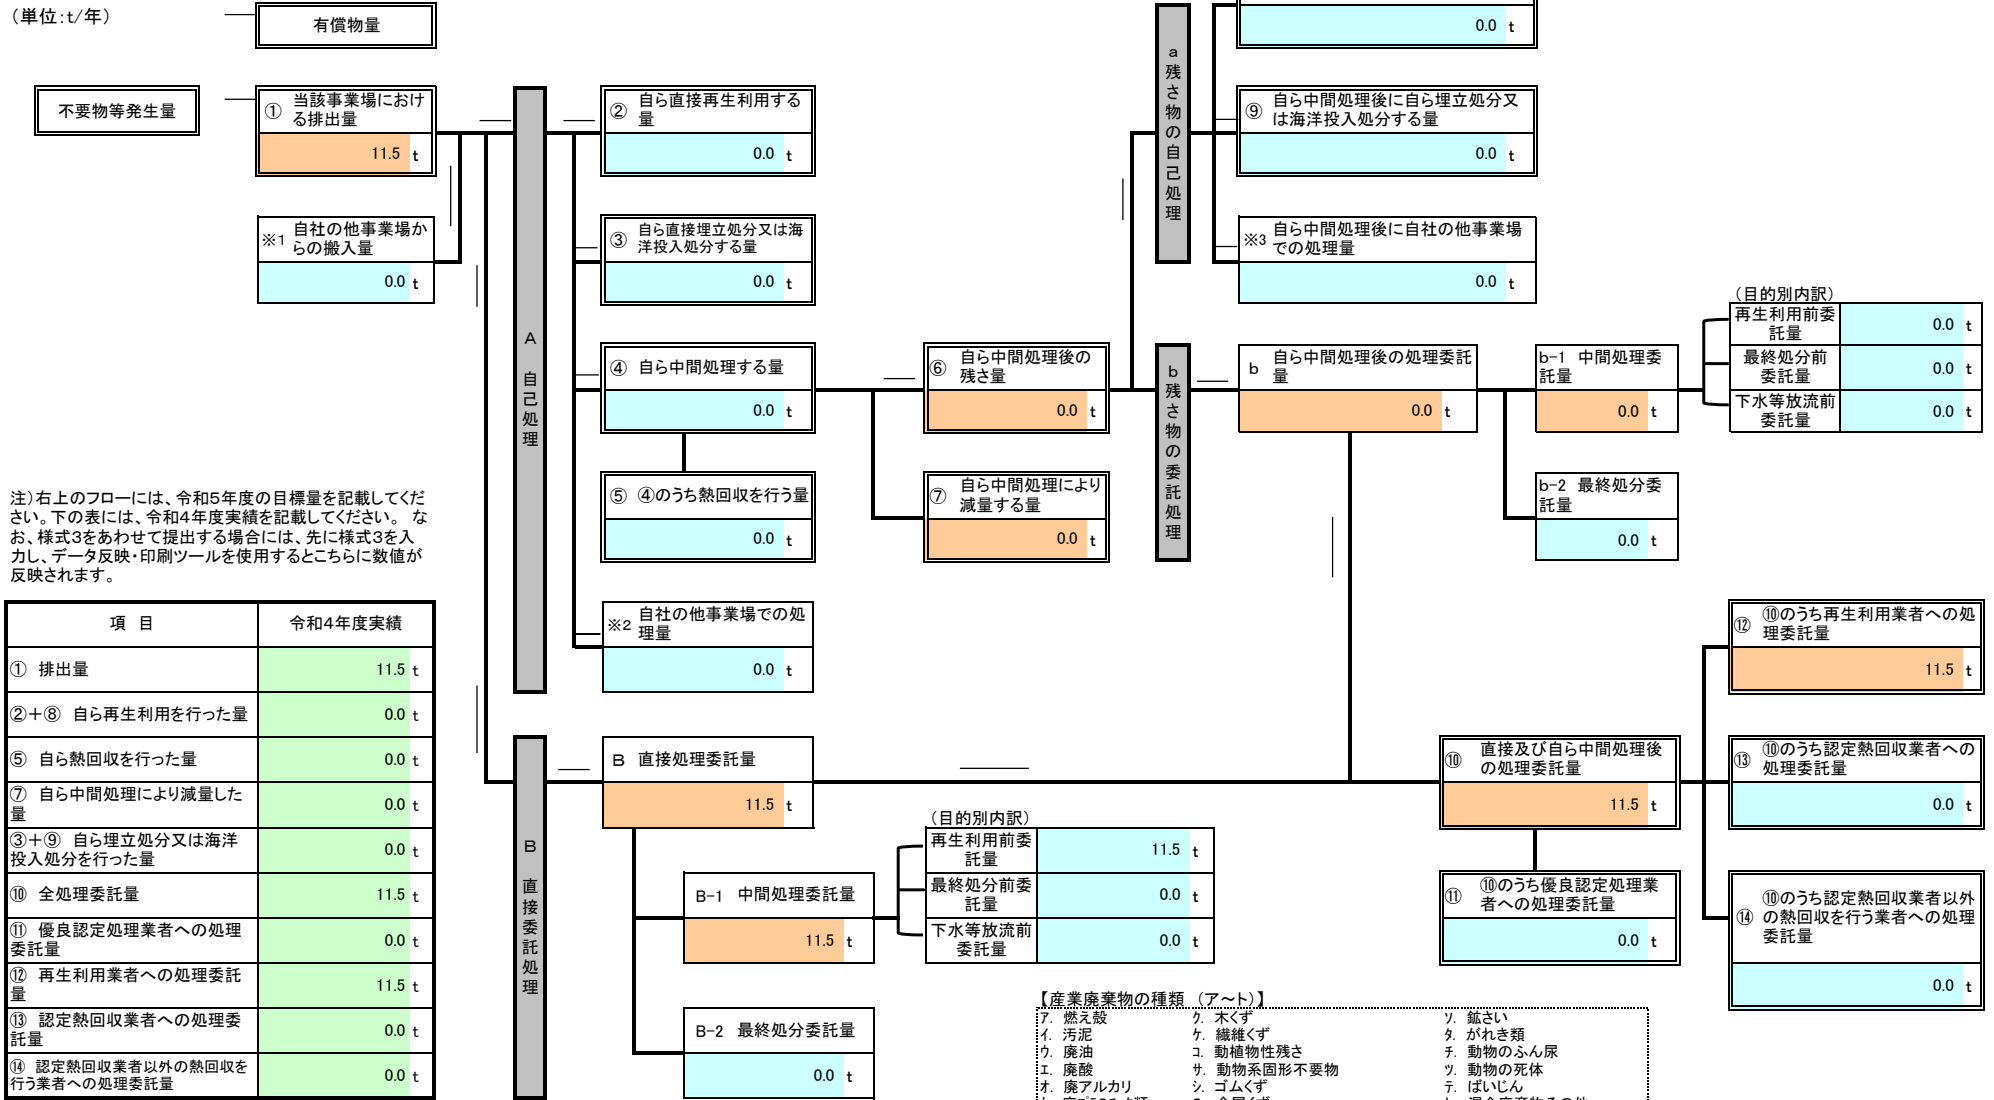 (単位:t/年)
有償物量
不要物等発生量
① 当該事業場におけ
る排出量
11.5 t
※1 自社の他事業場か
らの搬入量
0.0 t
A 自己処理
② 自ら直接再生利用する
量
0.0 t
③ 自ら直接埋立処分又は海
洋投入処分する量
0.0 t
④ 自ら中間処理する量
0.0 t
⑤ ④のうち熱回収を行う量
0.0 t
※2 自社の他事業場での処
理量
0.0 t
⑥ 自ら中間処理後の
残さ量
0.0 t
⑦ 自ら中間処理により
減量する量
0.0 t
a 残さ物の自己処理
0.0 t
⑨ 自ら中間処理後に自ら埋立処分又
は海洋投入処分する量
0.0 t
※3 自ら中間処理後に自社の他事業場
での処理量
0.0 t
b 残さ物の委託処理
b 自ら中間処理後の処理委託
量
0.0 t
b-1 中間処理委
託量
0.0 t
(目的別内訳)
再生利用前委
託量
0.0 t
最終処分前
委託量
0.0 t
下水等放流前
委託量
0.0 t
b-2 最終処分委
託量
0.0 t
注)右上のフローには、令和5年度の目標量を記載してくだ
さい。下の表には、令和4年度実績を記載してください。 な
お、様式3をあわせて提出する場合には、先に様式3を入
力し、データ反映・印刷ツールを使用するとこちらに数値が
反映されます。
項 目 令和4年度実績
① 排出量 11.5 t
②+⑧ 自ら再生利用を行った量 0.0 t
⑤ 自ら熱回収を行った量 0.0 t
⑦ 自ら中間処理により減量した
量 0.0 t
③+⑨ 自ら埋立処分又は海洋
投入処分を行った量 0.0 t
⑩ 全処理委託量 11.5 t
⑪ 優良認定処理業者への処理
委託量 0.0 t
⑫ 再生利用業者への処理委託
量 11.5 t
⑬ 認定熱回収業者への処理委
託量 0.0 t
⑭ 認定熱回収業者以外の熱回収を
行う業者への処理委託量 0.0 t
B 直接委託処理
B 直接処理委託量
11.5 t
B-1 中間処理委託量
11.5 t
B-2 最終処分委託量
0.0 t
(目的別内訳)
再生利用前委
託量
11.5 t
最終処分前委
託量
0.0 t
下水等放流前
委託量
0.0 t
⑩ 直接及び自ら中間処理後
の処理委託量
11.5 t
⑪ ⑩のうち優良認定処理業
者への処理委託量
0.0 t
⑫ ⑩のうち再生利用業者への処
理委託量
11.5 t
⑬ ⑩のうち認定熱回収業者への
処理委託量
0.0 t
⑭ ⑩のうち認定熱回収業者以外
の熱回収を行う業者への処理
委託量
0.0 t
【産業廃棄物の種類 (ア~ト)】
ア. 燃え殻 ク. 木くず ソ. 鉱さい
イ. 汚泥 ケ. 繊維くず タ. がれき類
ウ. 廃油 コ. 動植物性残さ チ. 動物のふん尿
エ. 廃酸 サ. 動物系固形不要物 ツ. 動物の死体
オ. 廃アルカリ シ. ゴムくず テ. ばいじん